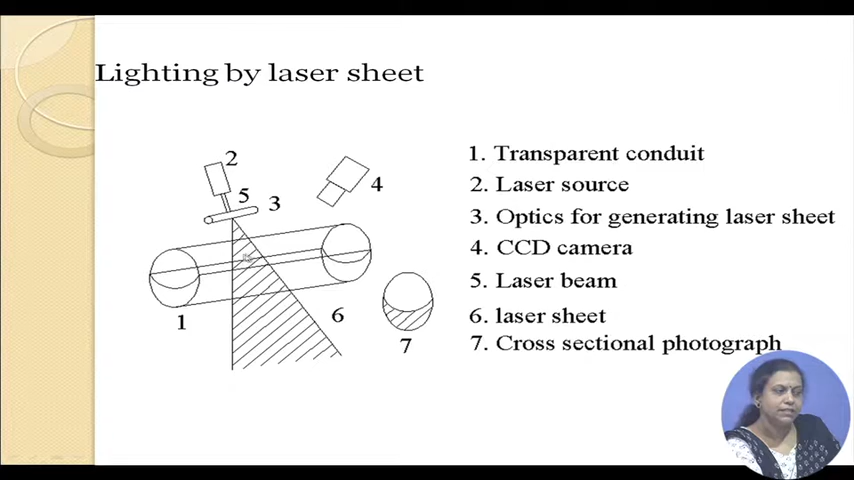 Lighting by laser sheet
2
5
3
4
1
6
7
1. Transparent conduit
2. Laser source
3. Optics for generating laser sheet
4. CCD camera
5. Laser beam
6. laser sheet
7. Cross sectional photograph